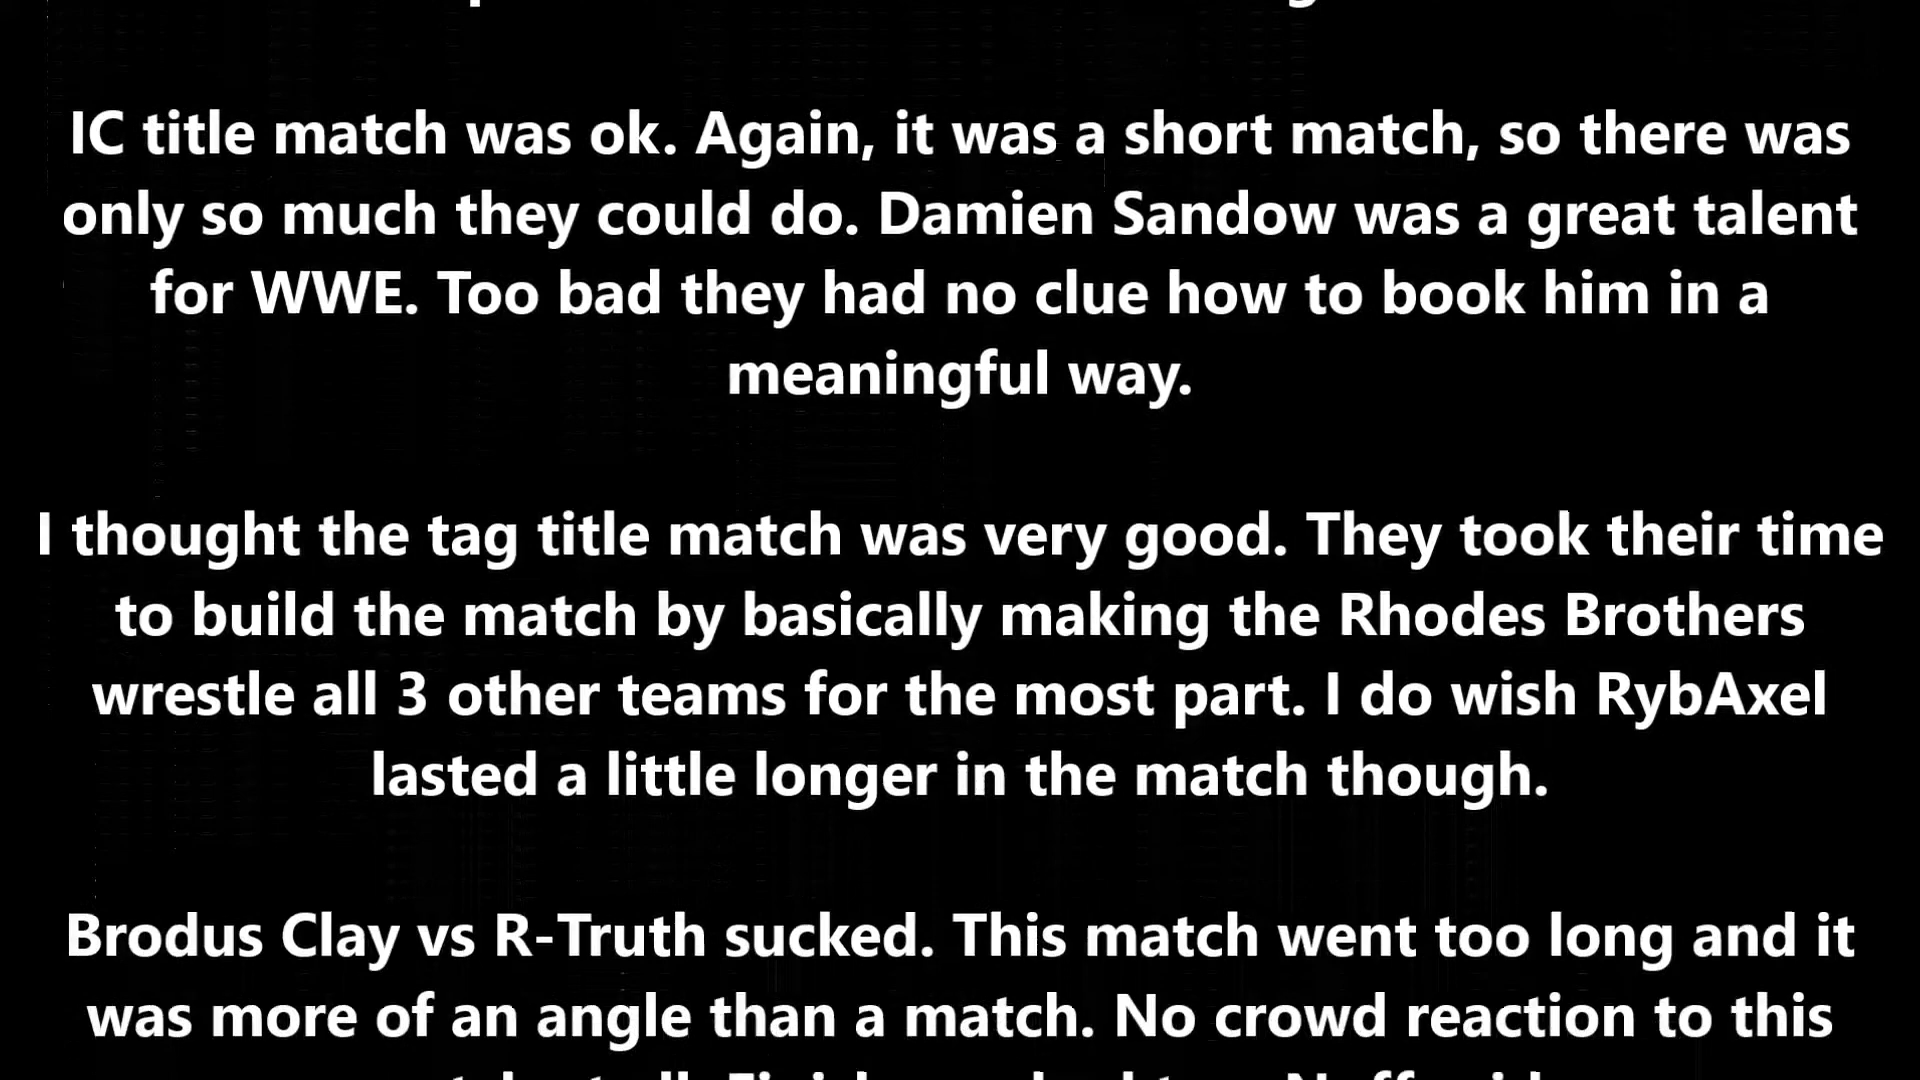 IC title match was ok. Again, it was a short match, so there was
only so much they could do. Damien Sandow was a great talent
for WWE. Too bad they had no clue how to book him in a
meaningful way.
I thought the tag title match was very good. They took their time
to build the match by basically making the Rhodes Brothers
wrestle all 3 other teams for the most part. I do wish RybAxel
lasted a little longer in the match though.
Brodus Clay vs R-Truth sucked. This match went too long and it
was more of an angle than a match. No crowd reaction to this